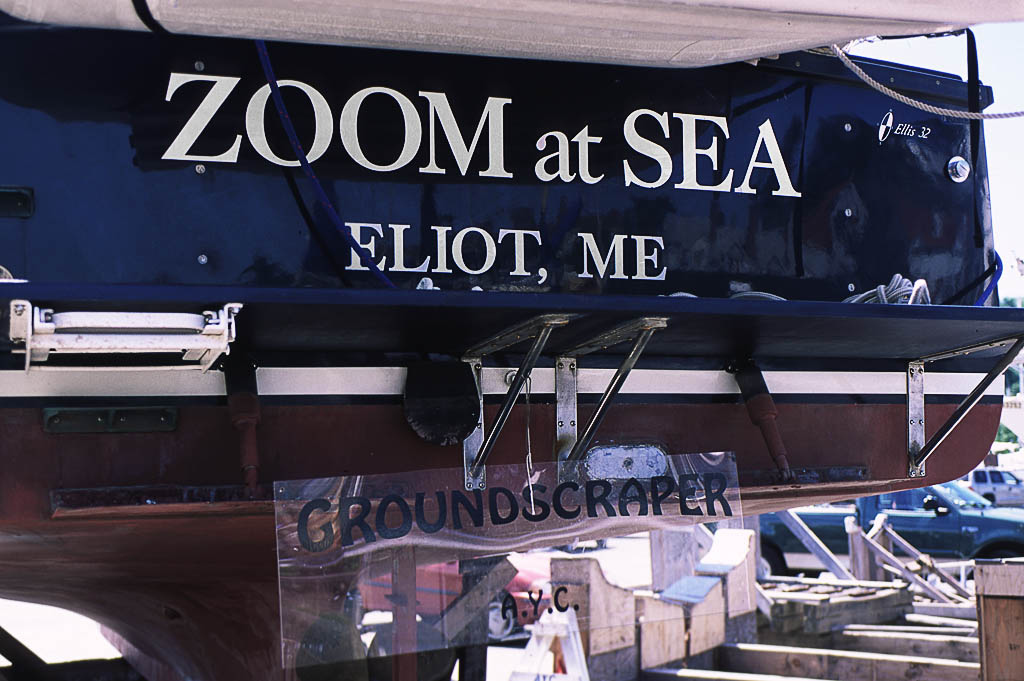 ZOOM at SEA
Ellis 32
ELIOT, ME
GROUNDSCRAPER
A.Y.C.